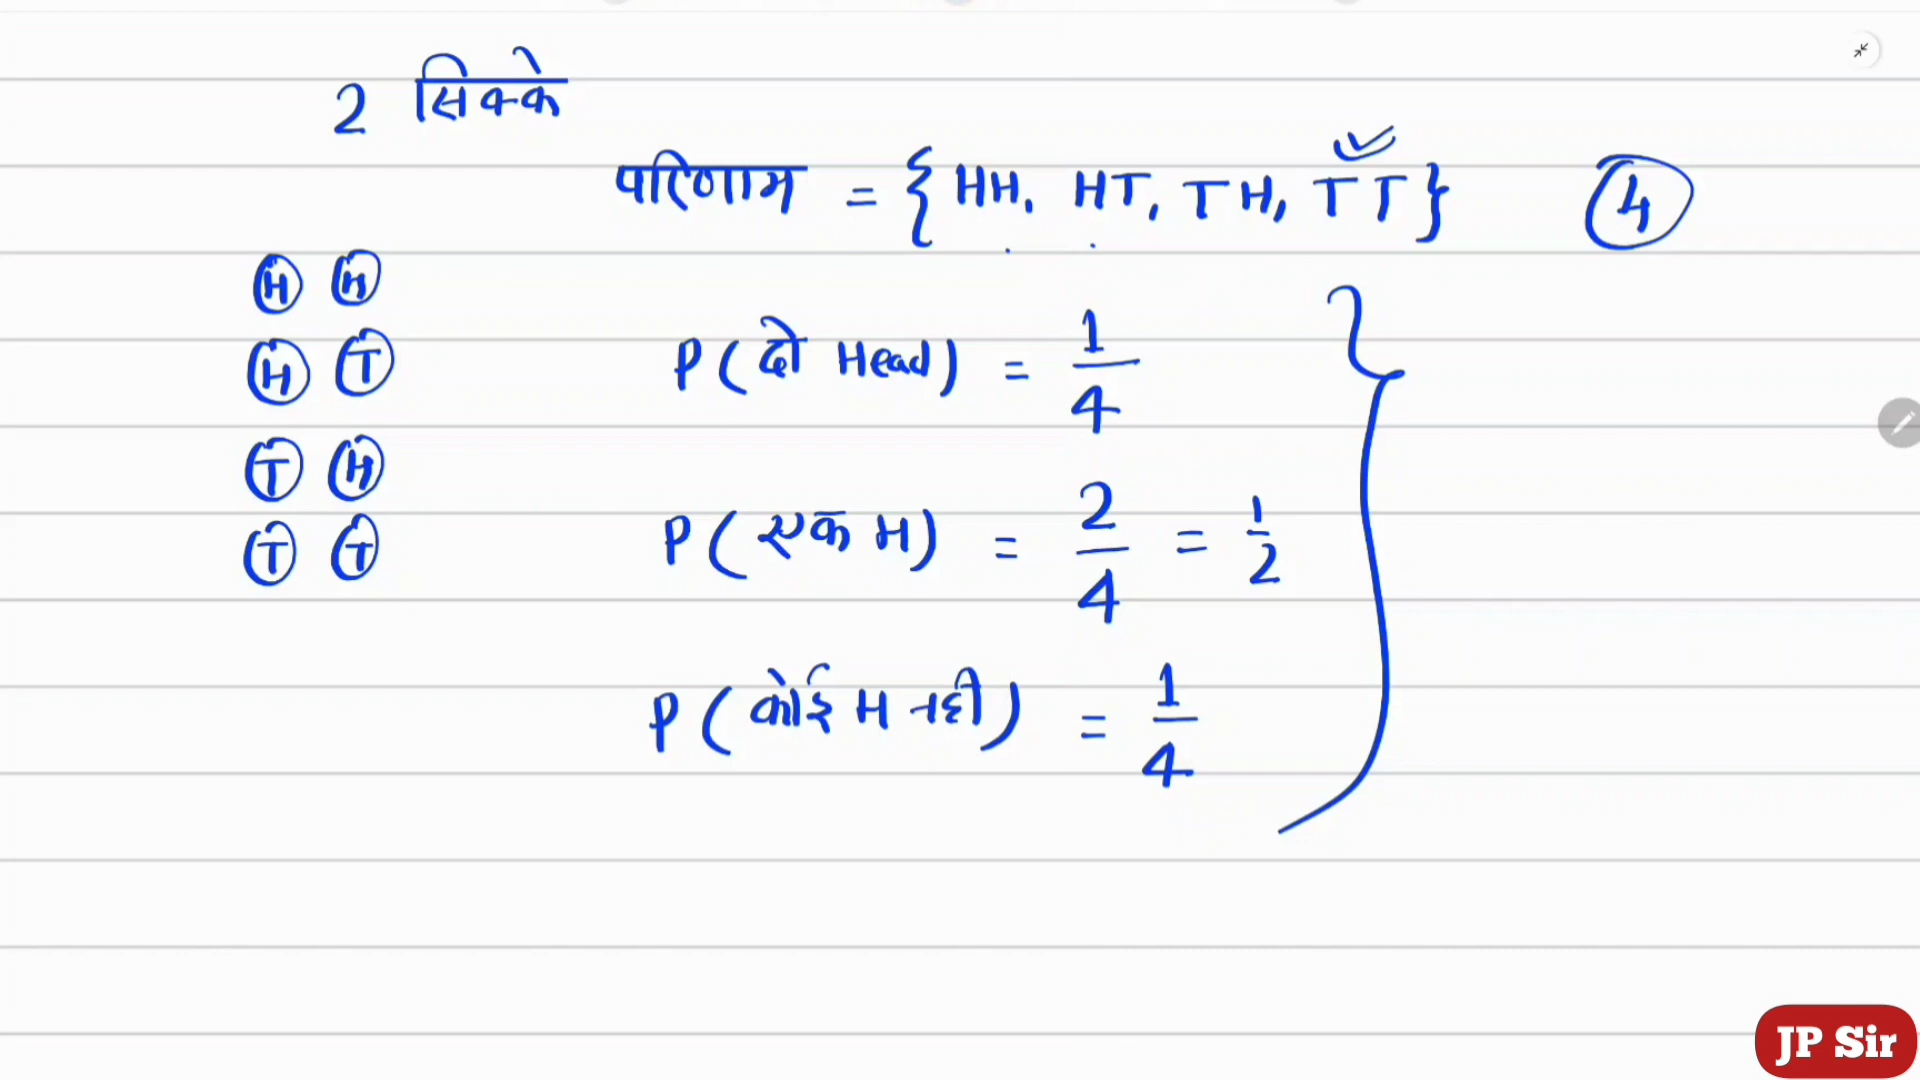 2 सिक्के
परिणाम = {HH, HT, TH, TT} 4
H H
H T
T H
T T
P(दो Head) = 1/4
P(एक H) = 2/4 = 1/2
P(कोई H नही) = 1/4
JP Sir